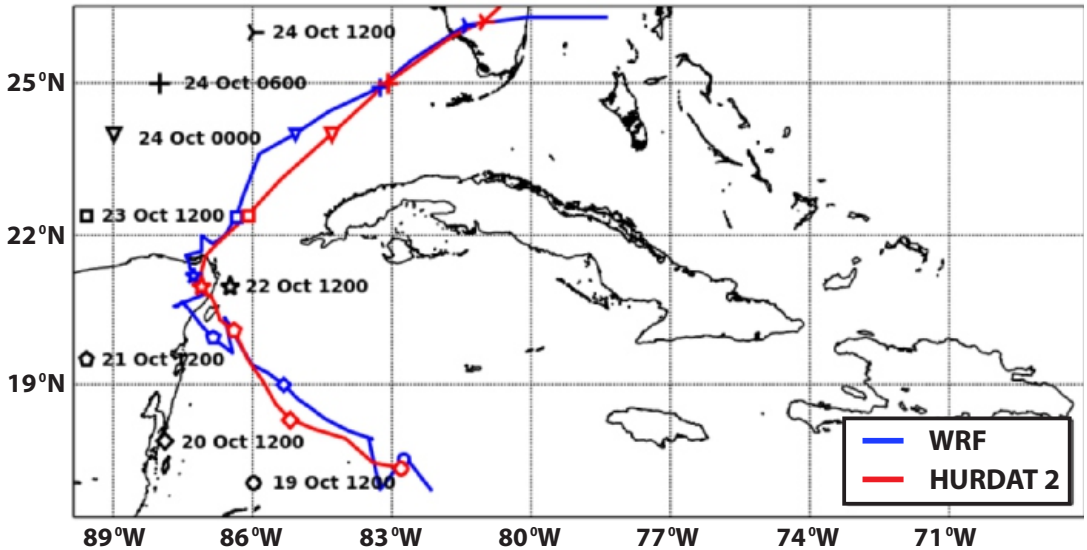 24 Oct 1200
25°N
24 Oct 0600
24 Oct 0000
23 Oct 1200
22°N
22 Oct 1200
21 Oct 1200
19°N
20 Oct 1200
19 Oct 1200
WRF
HURDAT 2
89°W 86°W 83°W 80°W 77°W 74°W 71°W